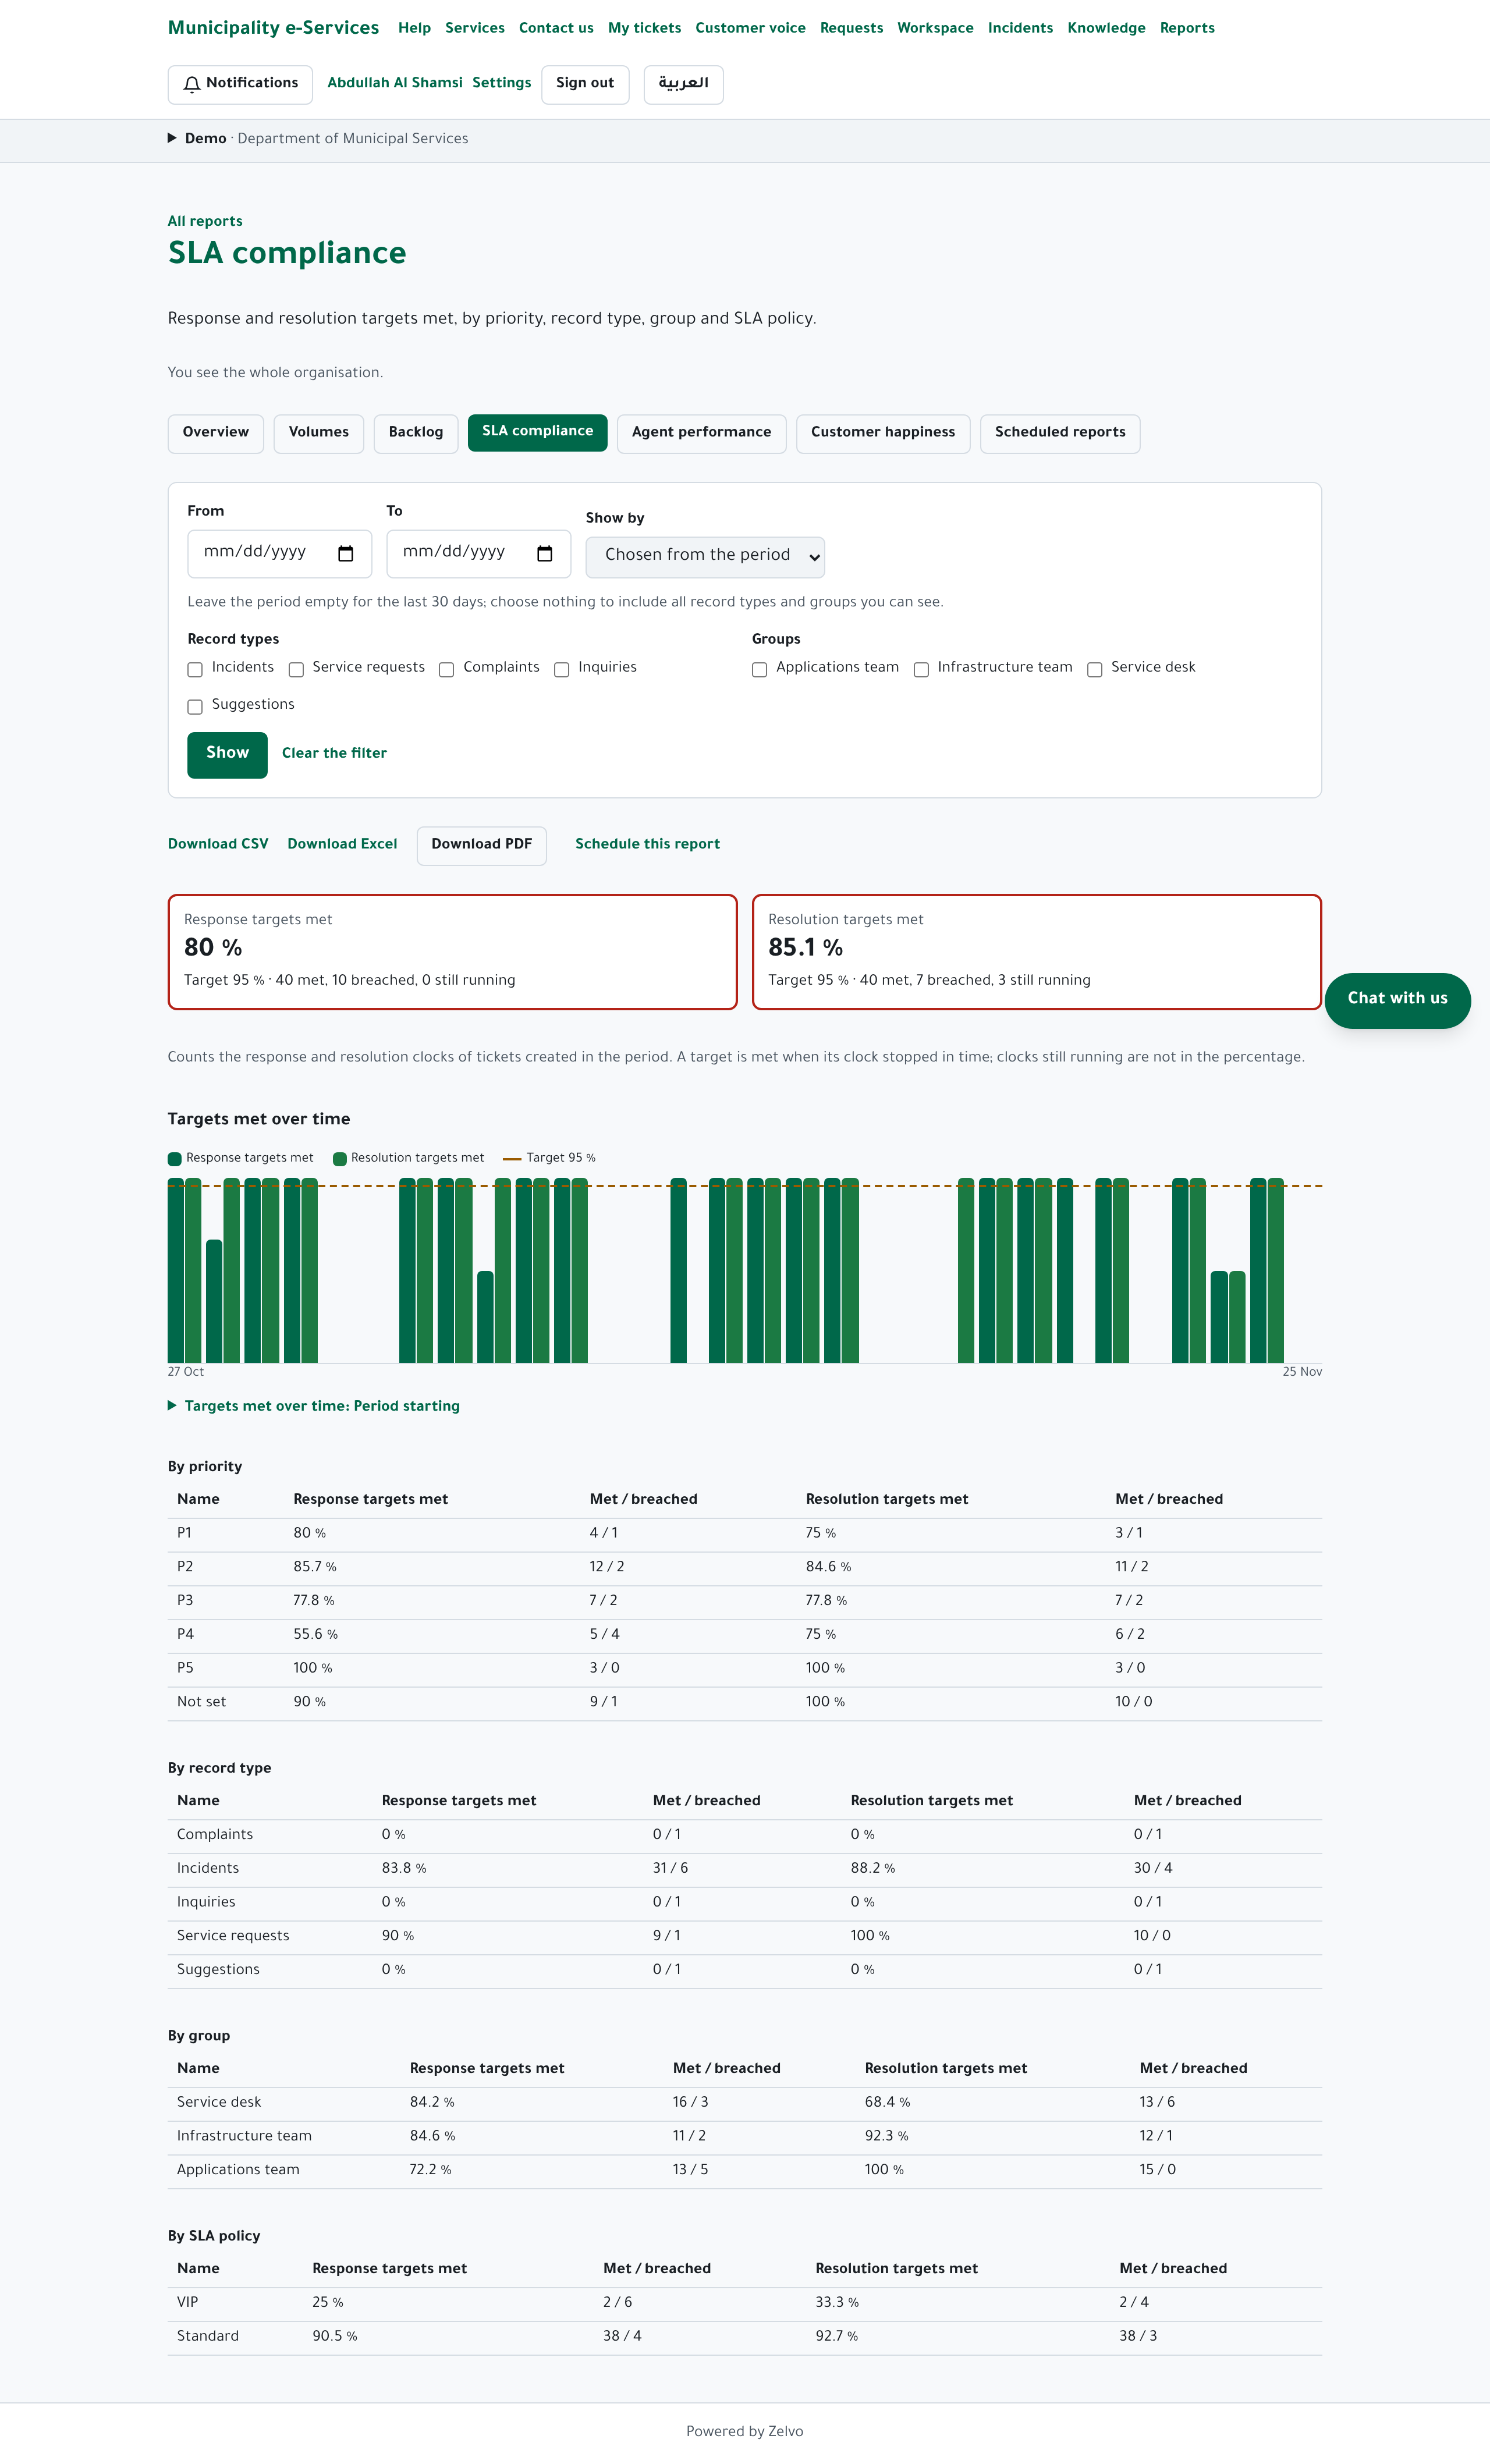 Municipality e-Services Help Services Contact us My tickets Customer voice Requests Workspace Incidents Knowledge Reports
Notifications Abdullah Al Shamsi Settings Sign out العربية
Demo · Department of Municipal Services
All reports
SLA compliance
Response and resolution targets met, by priority, record type, group and SLA policy.
You see the whole organisation.
Overview Volumes Backlog SLA compliance Agent performance Customer happiness Scheduled reports
From To Show by
mm/dd/yyyy mm/dd/yyyy Chosen from the period
Leave the period empty for the last 30 days; choose nothing to include all record types and groups you can see.
Record types Groups
Incidents Service requests Complaints Inquiries Applications team Infrastructure team Service desk
Suggestions
Show Clear the filter
Download CSV Download Excel Download PDF Schedule this report
Response targets met Resolution targets met
80 % 85.1 %
Target 95 % · 40 met, 10 breached, 0 still running Target 95 % · 40 met, 7 breached, 3 still running
Chat with us
Counts the response and resolution clocks of tickets created in the period. A target is met when its clock stopped in time; clocks still running are not in the percentage.
Targets met over time
Response targets met Resolution targets met Target 95 %
27 Oct 25 Nov
Targets met over time: Period starting
By priority
Name Response targets met Met / breached Resolution targets met Met / breached
P1 80 % 4 / 1 75 % 3 / 1
P2 85.7 % 12 / 2 84.6 % 11 / 2
P3 77.8 % 7 / 2 77.8 % 7 / 2
P4 55.6 % 5 / 4 75 % 6 / 2
P5 100 % 3 / 0 100 % 3 / 0
Not set 90 % 9 / 1 100 % 10 / 0
By record type
Name Response targets met Met / breached Resolution targets met Met / breached
Complaints 0 % 0 / 1 0 % 0 / 1
Incidents 83.8 % 31 / 6 88.2 % 30 / 4
Inquiries 0 % 0 / 1 0 % 0 / 1
Service requests 90 % 9 / 1 100 % 10 / 0
Suggestions 0 % 0 / 1 0 % 0 / 1
By group
Name Response targets met Met / breached Resolution targets met Met / breached
Service desk 84.2 % 16 / 3 68.4 % 13 / 6
Infrastructure team 84.6 % 11 / 2 92.3 % 12 / 1
Applications team 72.2 % 13 / 5 100 % 15 / 0
By SLA policy
Name Response targets met Met / breached Resolution targets met Met / breached
VIP 25 % 2 / 6 33.3 % 2 / 4
Standard 90.5 % 38 / 4 92.7 % 38 / 3
Powered by Zelvo